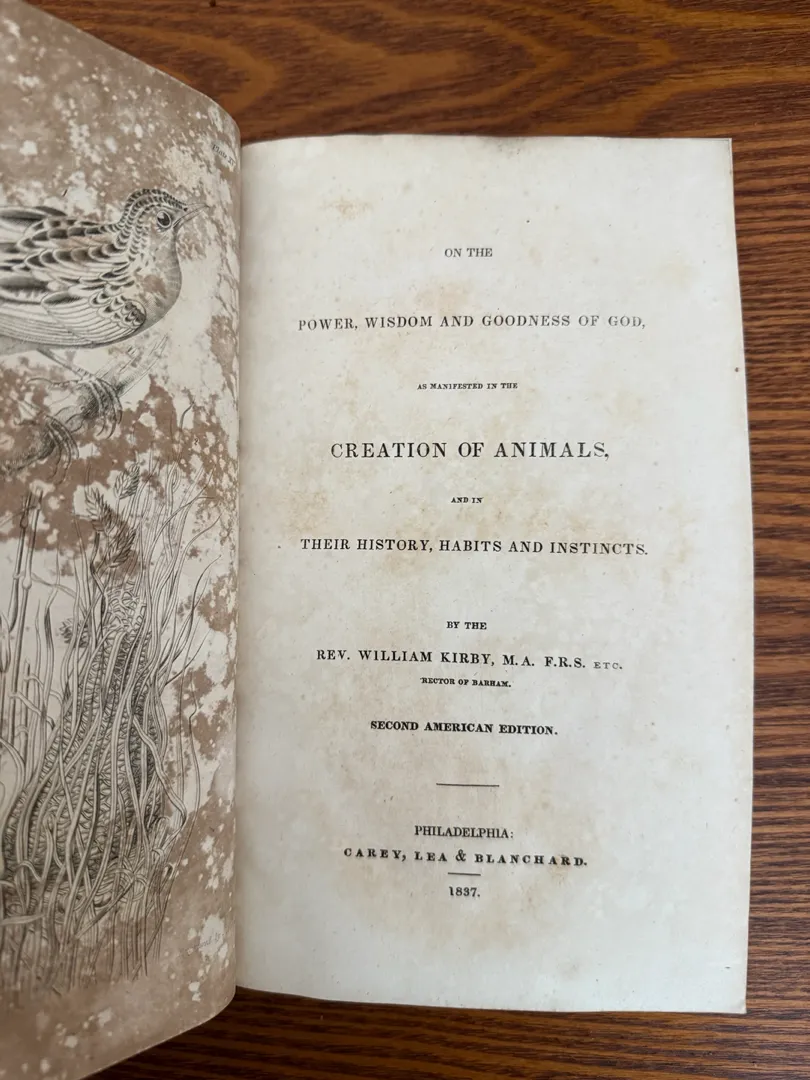 ON THE
POWER, WISDOM AND GOODNESS OF GOD,
AS MANIFESTED IN THE
CREATION OF ANIMALS,
AND IN
THEIR HISTORY, HABITS AND INSTINCTS.
BY THE
REV. WILLIAM KIRBY, M.A. F.R.S. ETC.
RECTOR OF BARHAM.
SECOND AMERICAN EDITION.
PHILADELPHIA:
CAREY, LEA & BLANCHARD.
1837.